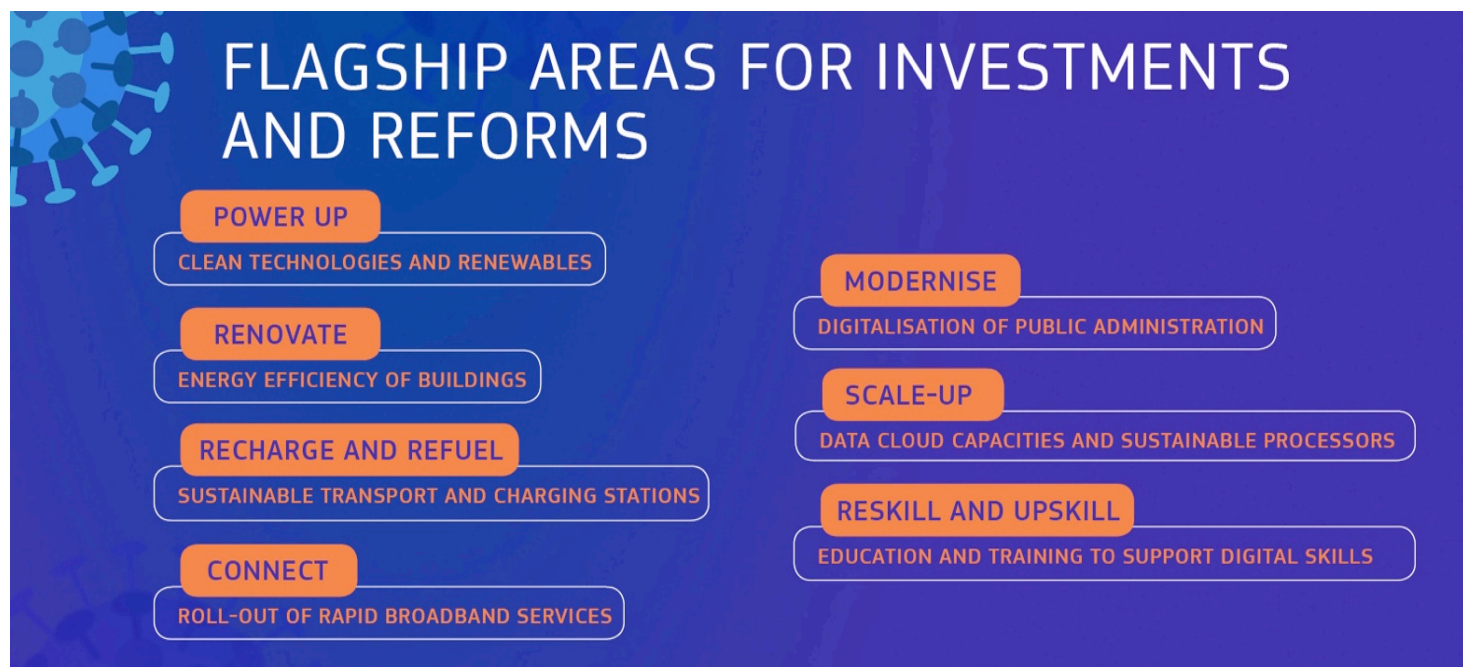 FLAGSHIP AREAS FOR INVESTMENTS
AND REFORMS
POWER UP
CLEAN TECHNOLOGIES AND RENEWABLES
RENOVATE
ENERGY EFFICIENCY OF BUILDINGS
RECHARGE AND REFUEL
SUSTAINABLE TRANSPORT AND CHARGING STATIONS
CONNECT
ROLL-OUT OF RAPID BROADBAND SERVICES
MODERNISE
DIGITALISATION OF PUBLIC ADMINISTRATION
SCALE-UP
DATA CLOUD CAPACITIES AND SUSTAINABLE PROCESSORS
RESKILL AND UPSKILL
EDUCATION AND TRAINING TO SUPPORT DIGITAL SKILLS